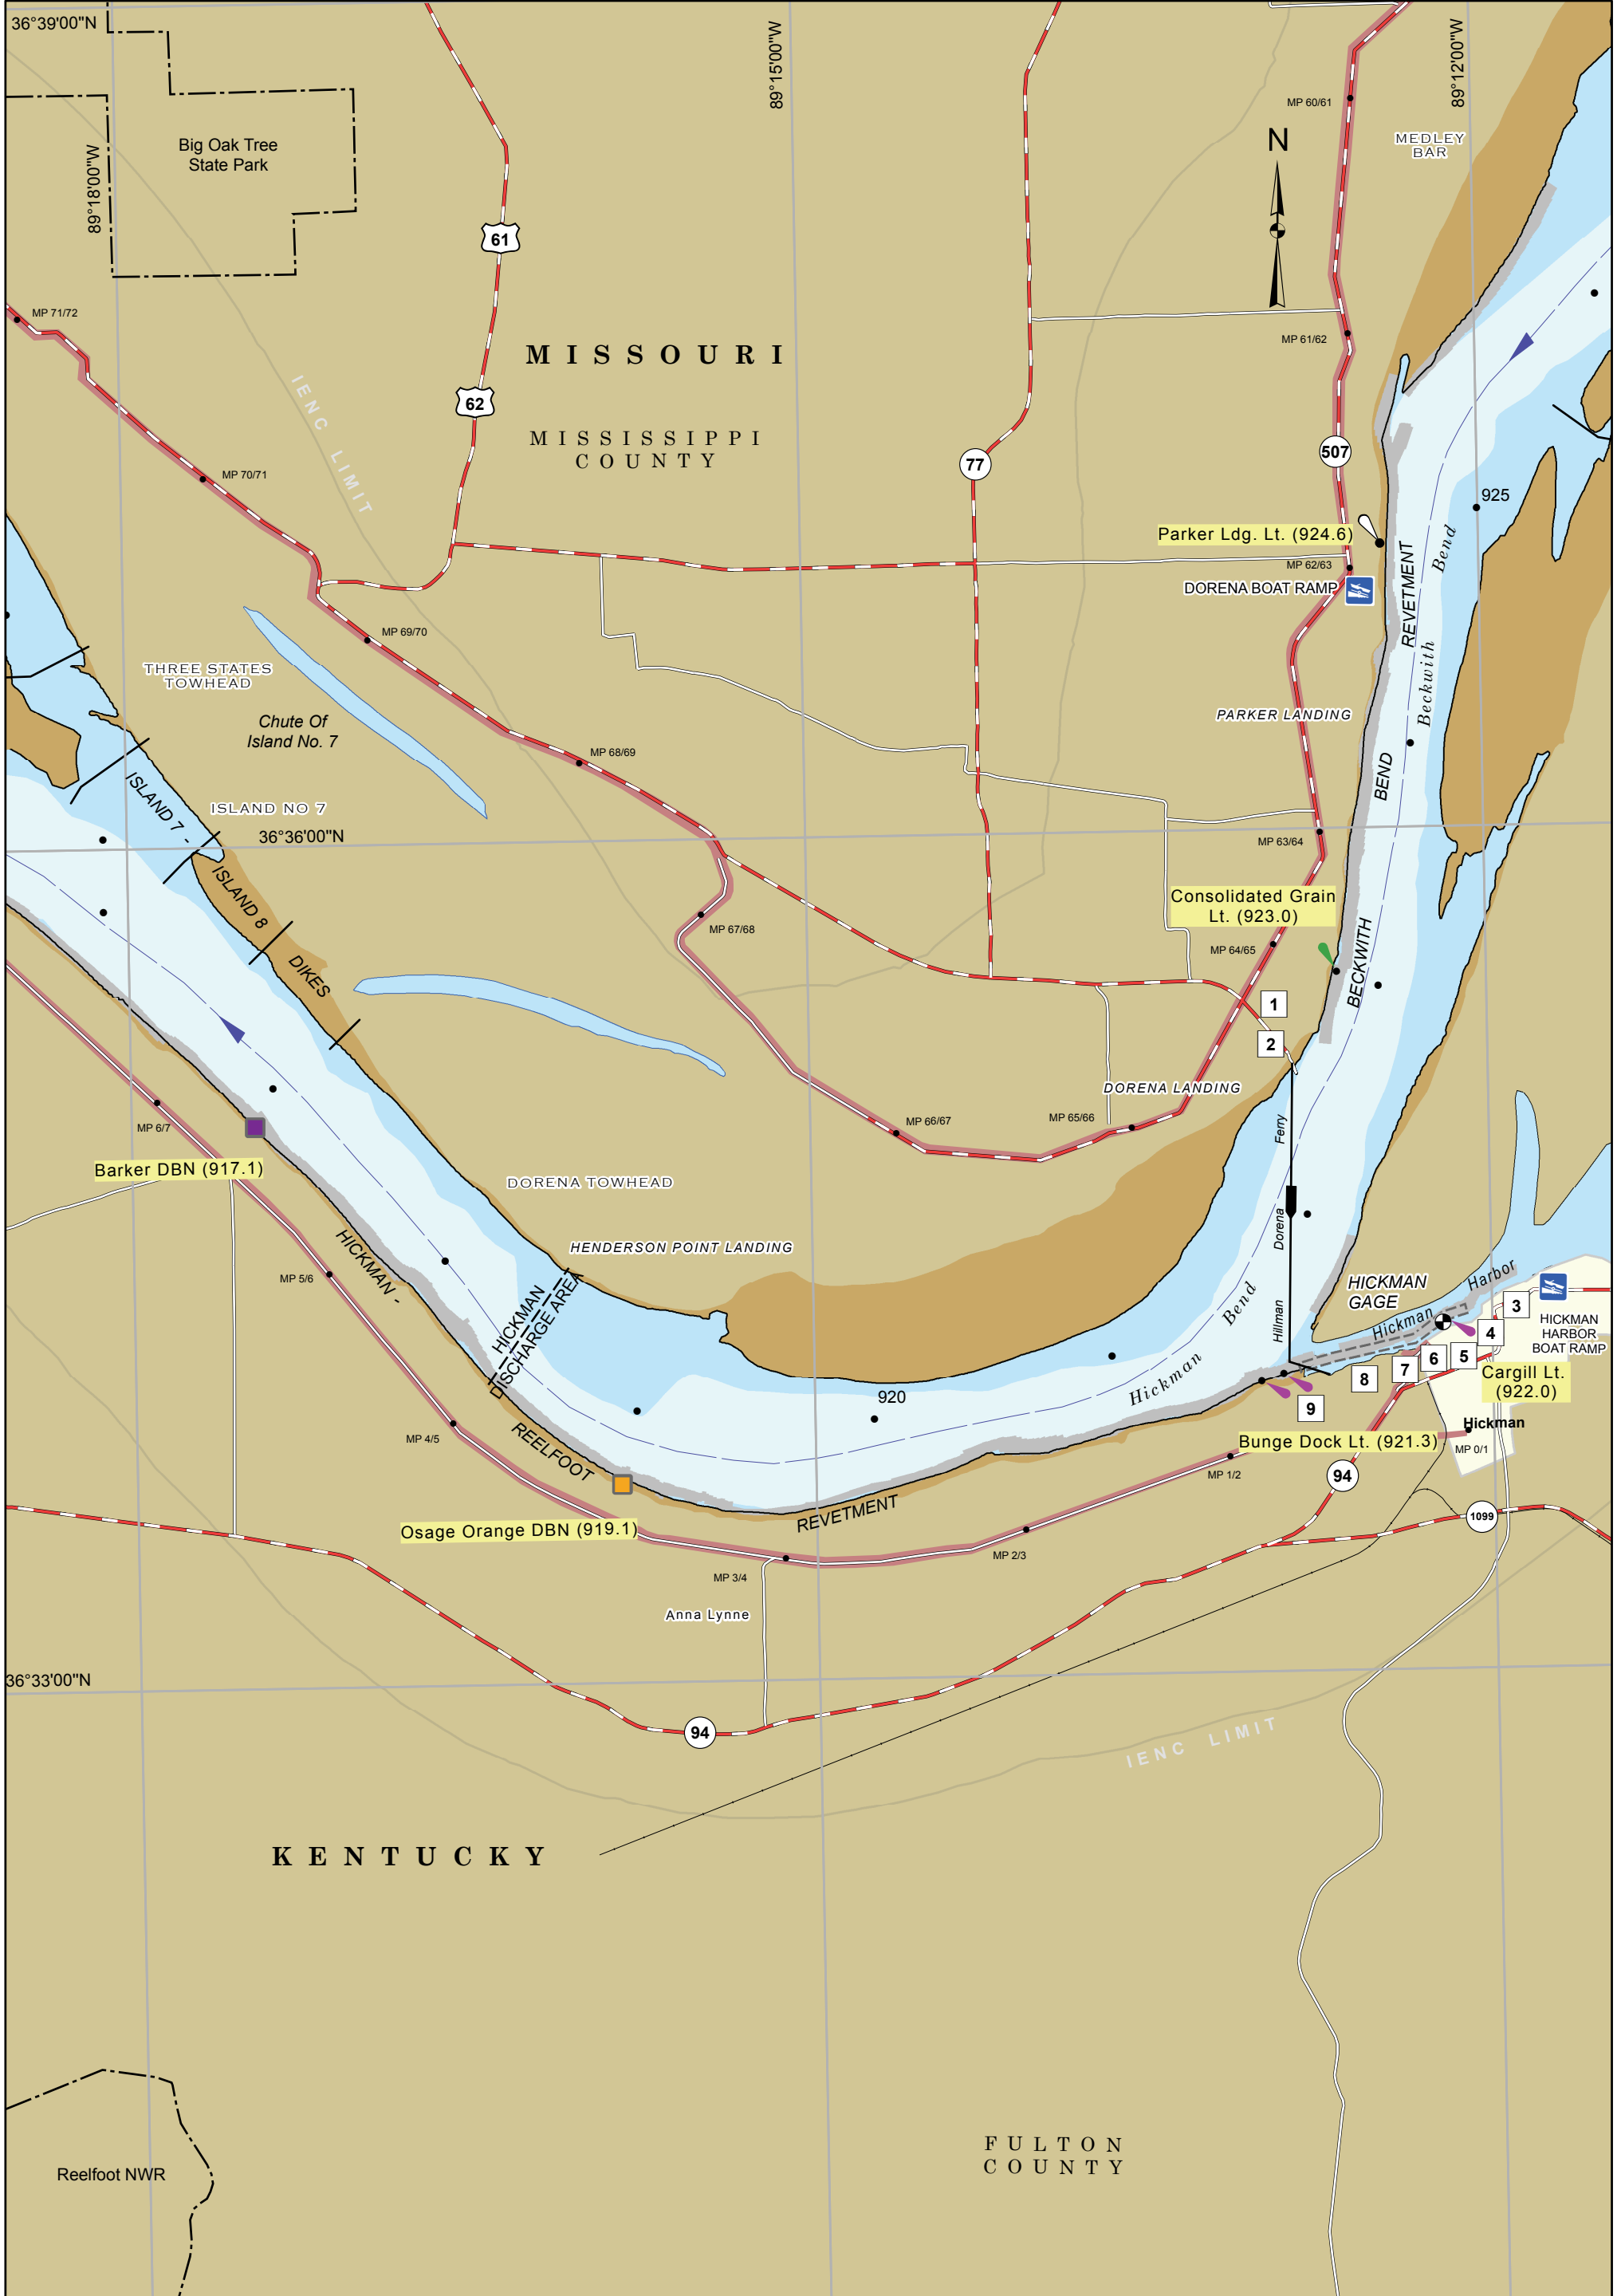 36°39'00"N
89°15'00"W
89°12'00"W
MP 60/61
N
MEDLEY
BAR
Big Oak Tree
State Park
89°18'00"W
61
MP 71/72
MP 61/62
MISSOURI
IENC LIMIT
62
MISSISSIPPI
COUNTY
77
507
MP 70/71
925
Parker Ldg. Lt. (924.6)
MP 62/63
DORENA BOAT RAMP
REVETMENT
Beckwith Bend
MP 69/70
THREE STATES
TOWHEAD
Chute Of
Island No. 7
PARKER LANDING
MP 68/69
BEND
ISLAND 7 -
ISLAND NO 7
36°36'00"N
MP 63/64
ISLAND 8
Consolidated Grain
Lt. (923.0)
MP 67/68
MP 64/65
DIKES
BECKWITH
1
2
DORENA LANDING
MP 6/7
MP 66/67
MP 65/66
Ferry
Barker DBN (917.1)
DORENA TOWHEAD
Dorena
HENDERSON POINT LANDING
HICKMAN -
MP 5/6
HICKMAN
DISCHARGE AREA
HICKMAN
GAGE
Hickman Harbor
3
HICKMAN
HARBOR
BOAT RAMP
Hillman
4
5
6
7
8
Cargill Lt.
(922.0)
Hickman Bend
920
9
Hickman
MP 4/5
REELFOOT
Bunge Dock Lt. (921.3)
MP 0/1
MP 1/2
94
REVETMENT
1099
Osage Orange DBN (919.1)
MP 2/3
MP 3/4
Anna Lynne
36°33'00"N
94
IENC LIMIT
KENTUCKY
FULTON
COUNTY
Reelfoot NWR